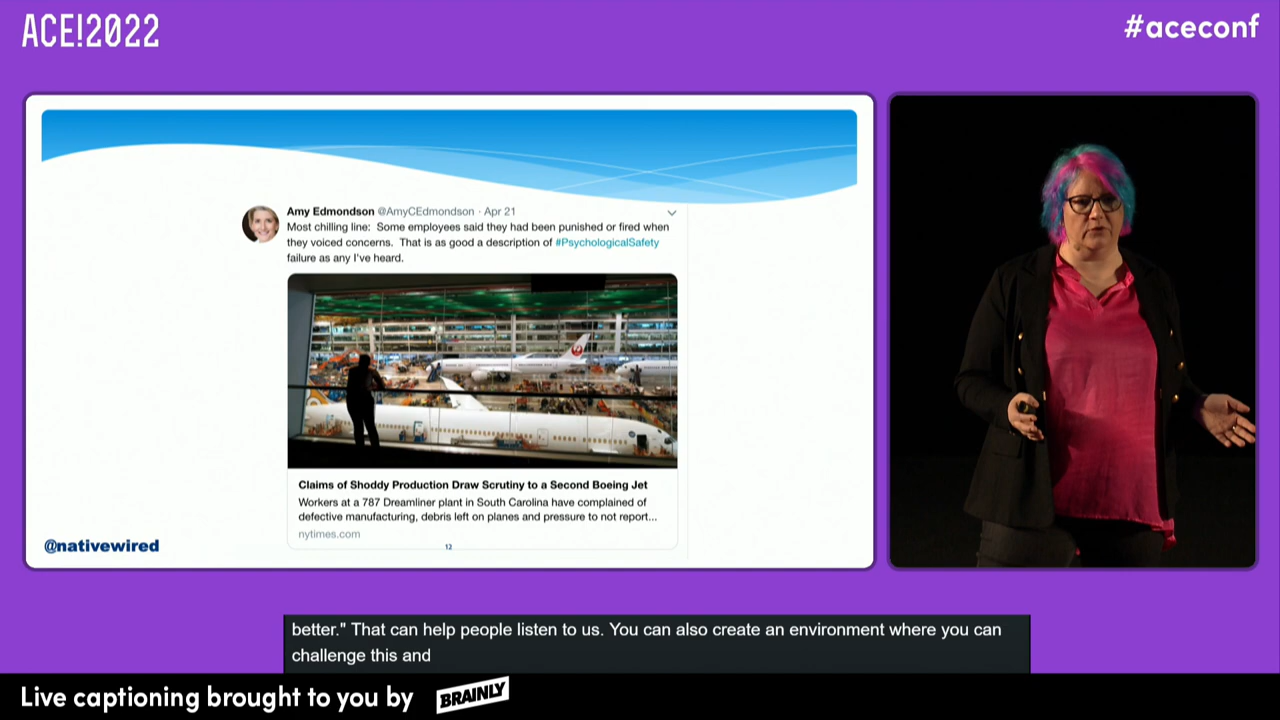 ACE!2022
#aceconf
Amy Edmondson @AmyCEdmondson · Apr 21
Most chilling line: Some employees said they had been punished or fired when
they voiced concerns. That is as good a description of #PsychologicalSafety
failure as any I've heard.
Claims of Shoddy Production Draw Scrutiny to a Second Boeing Jet
Workers at a 787 Dreamliner plant in South Carolina have complained of
defective manufacturing, debris left on planes and pressure to not report...
nytimes.com
@nativewired
12
better." That can help people listen to us. You can also create an environment where you can
challenge this and
Live captioning brought to you by BRAINLY